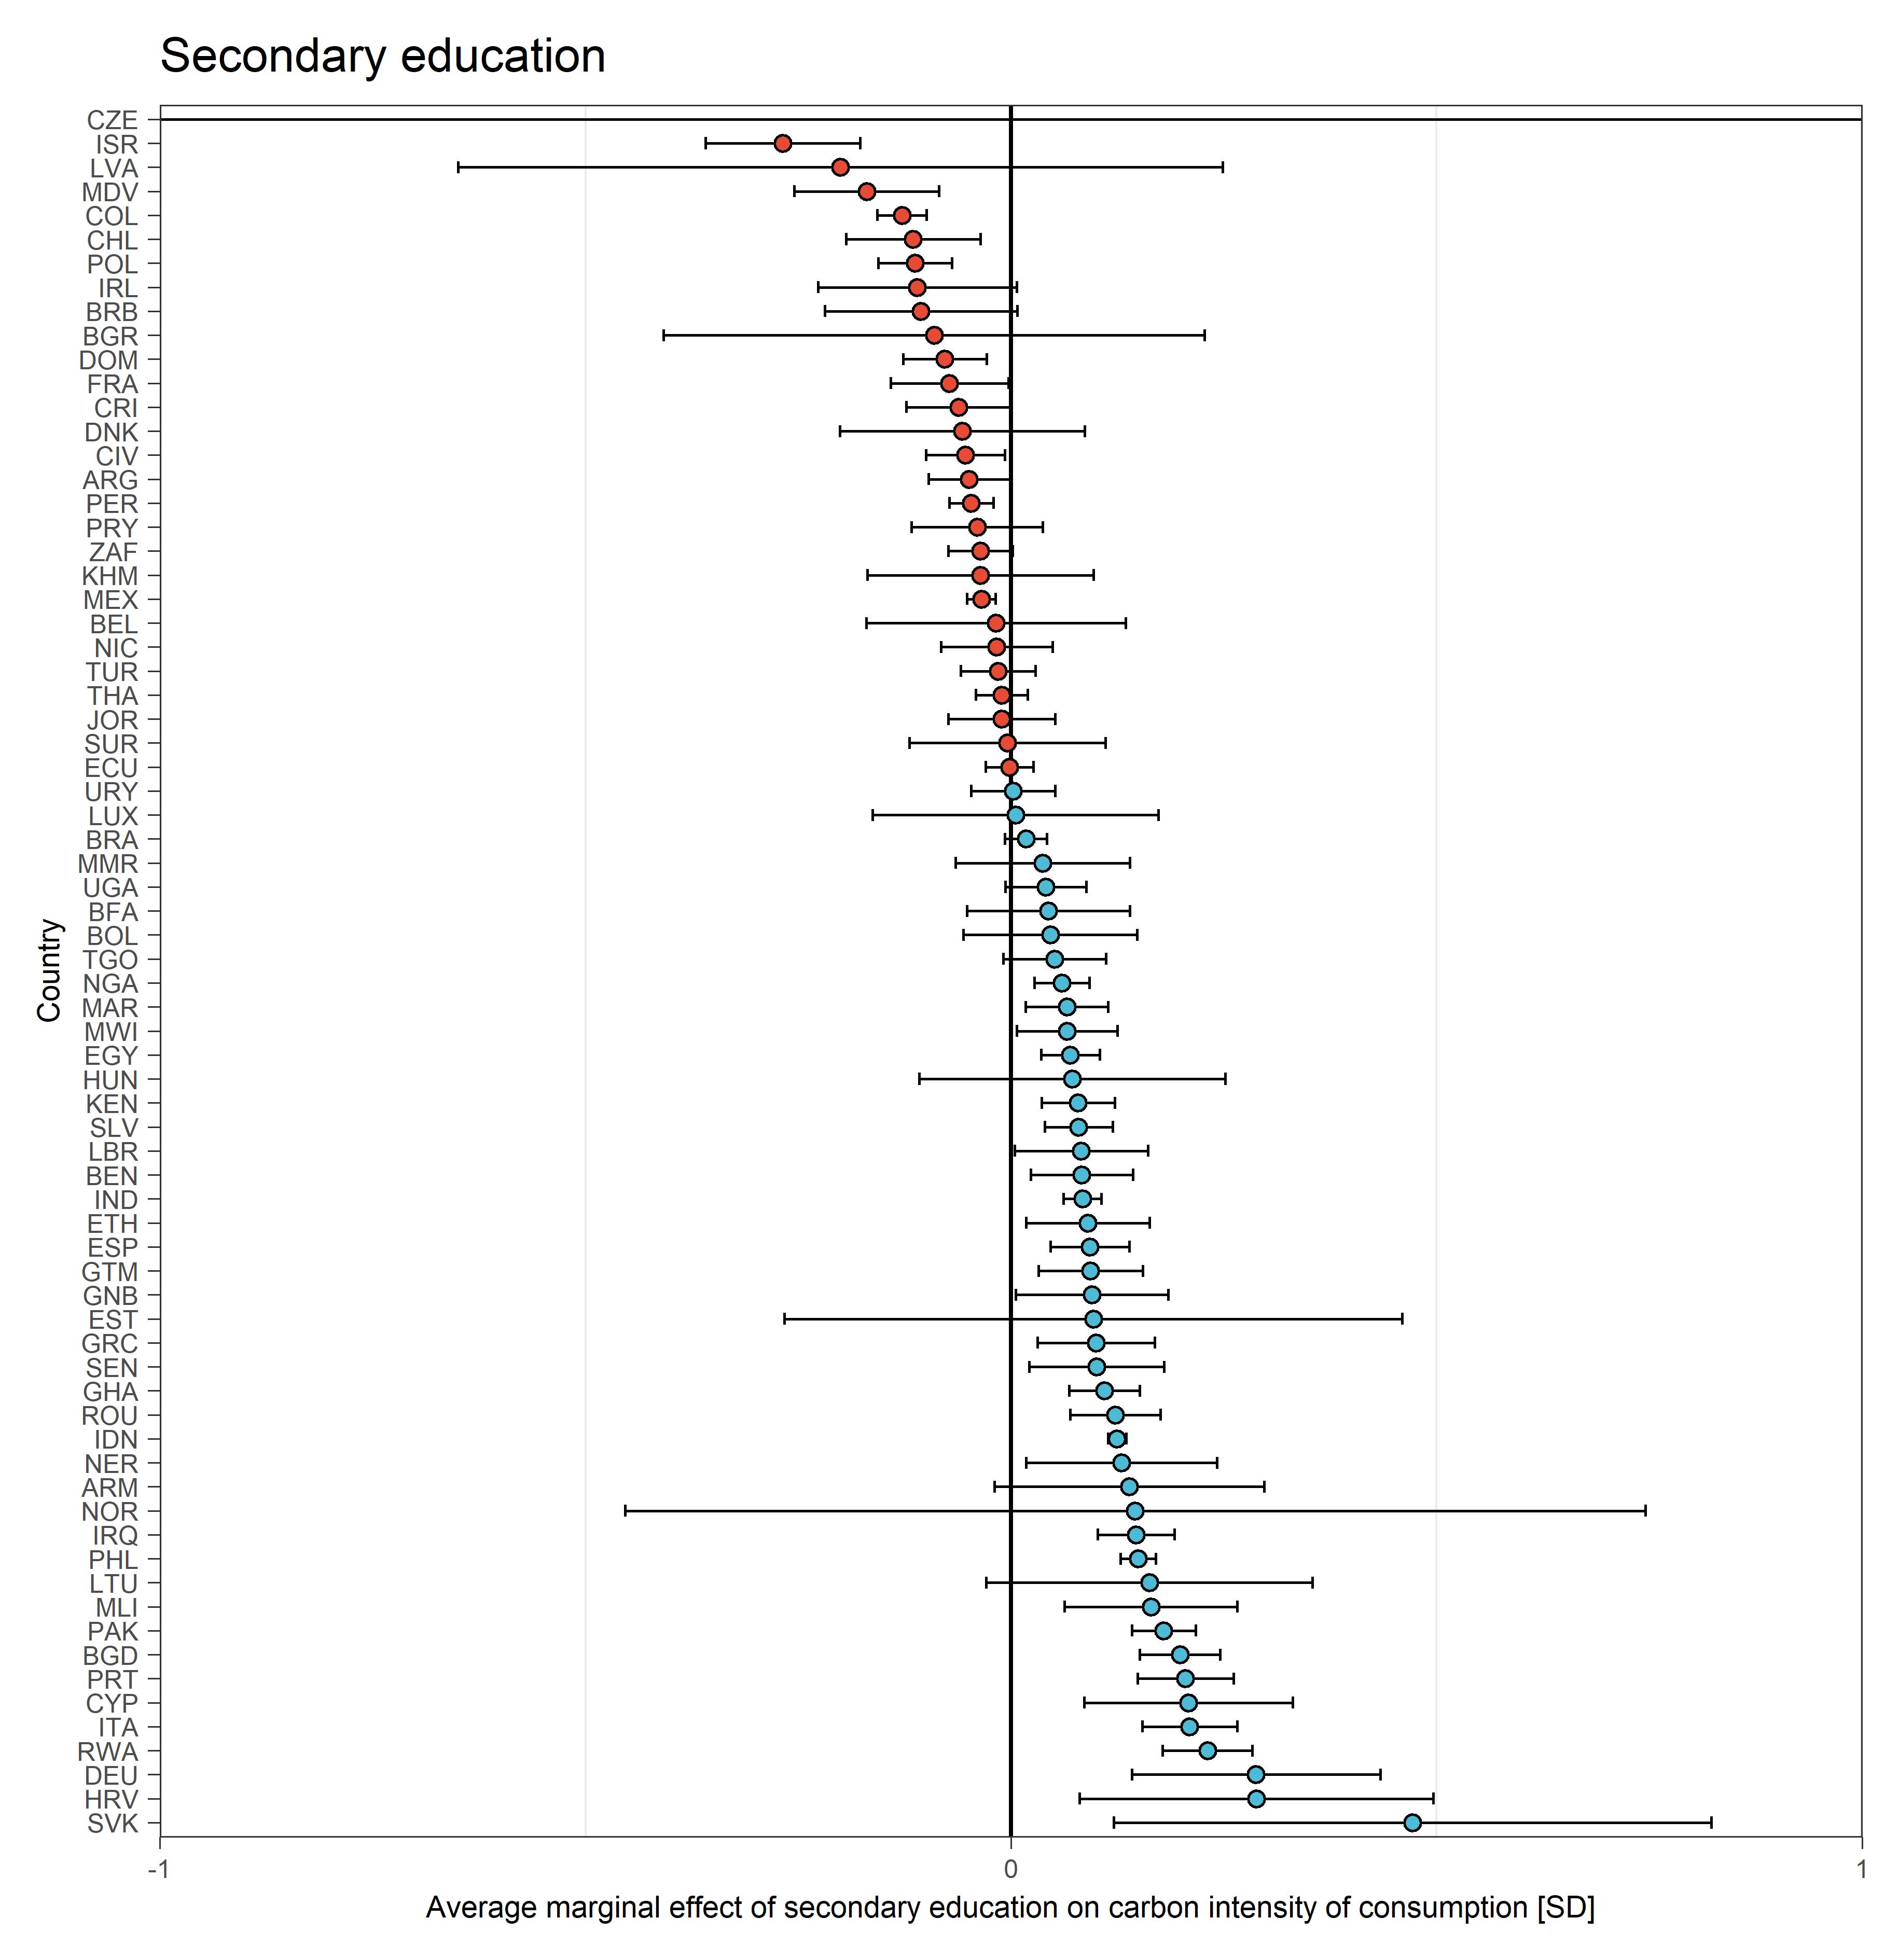 Secondary education
CZE
ISR
LVA
MDV
COL
CHL
POL
IRL
BRB
BGR
DOM
FRA
CRI
DNK
CIV
ARG
PER
PRY
ZAF
KHM
MEX
BEL
NIC
TUR
THA
JOR
SUR
ECU
URY
LUX
BRA
MMR
UGA
BFA
BOL
TGO
NGA
MAR
MWI
EGY
HUN
KEN
SLV
LBR
BEN
IND
ETH
ESP
GTM
GNB
EST
GRC
SEN
GHA
ROU
IDN
NER
ARM
NOR
IRQ
PHL
LTU
MLI
PAK
BGD
PRT
CYP
ITA
RWA
DEU
HRV
SVK
Country
-1 0 1
Average marginal effect of secondary education on carbon intensity of consumption [SD]